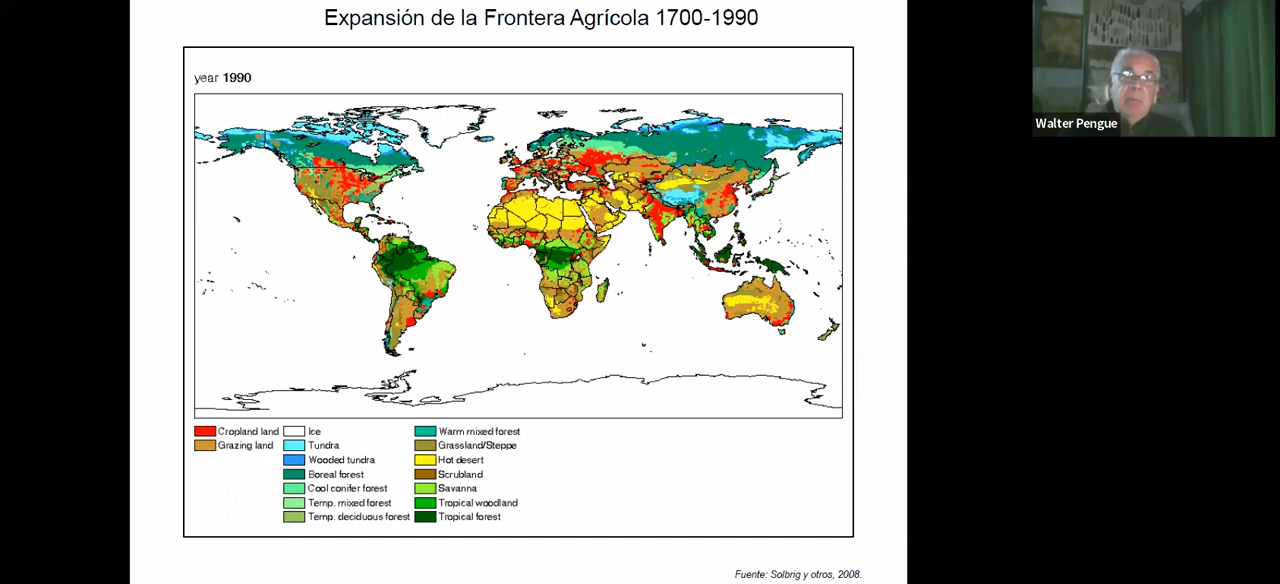 Expansión de la Frontera Agrícola 1700-1990
year 1990
Cropland land
Grazing land
Ice
Tundra
Wooded tundra
Boreal forest
Cool conifer forest
Temp. mixed forest
Temp. deciduous forest
Warm mixed forest
Grassland/Steppe
Hot desert
Scrubland
Savanna
Tropical woodland
Tropical forest
Fuente: Solbrig y otros, 2008.
Walter Pengue